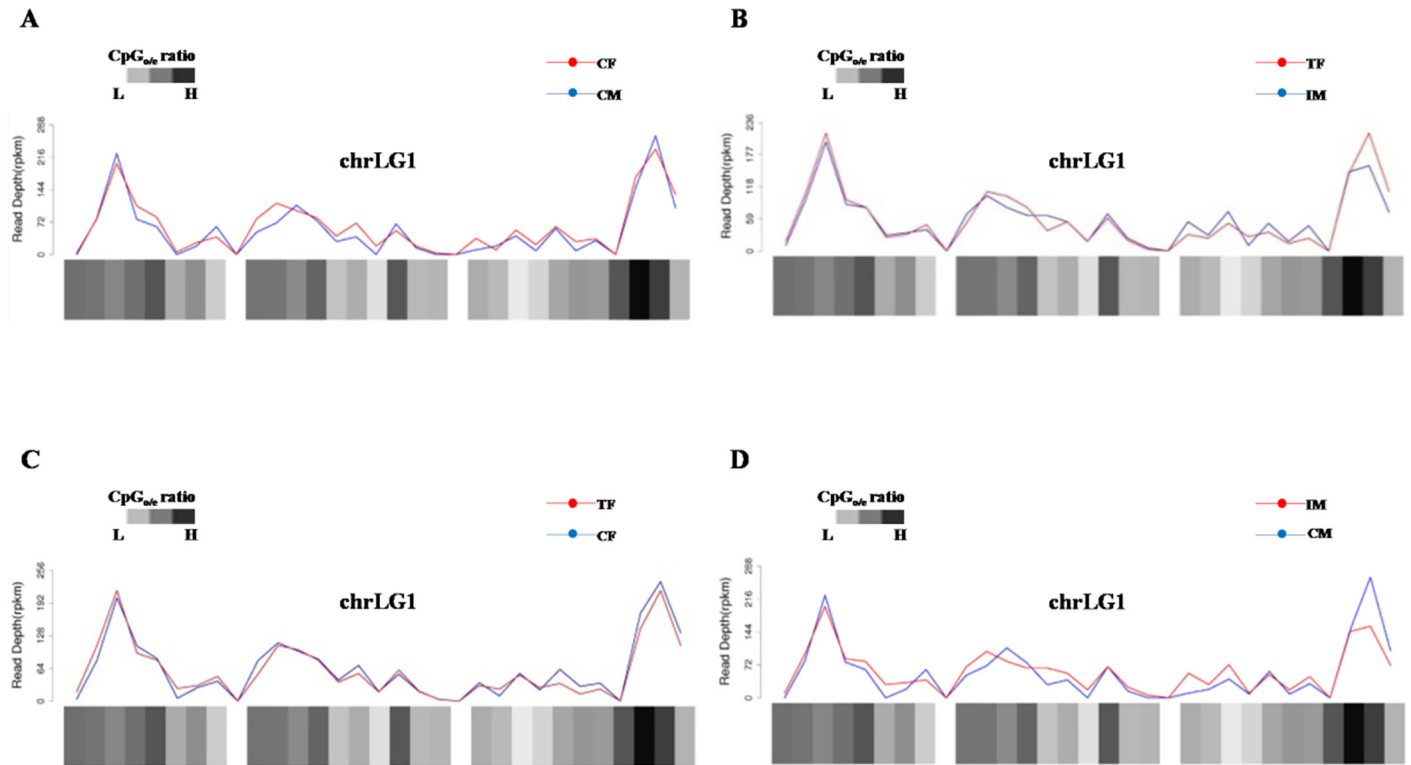 A
CpGo/e ratio
L H
CF
CM
chrLG1
Read Depth(rpkm)
288
216
144
72
0
B
CpGo/e ratio
L H
TF
IM
chrLG1
Read Depth(rpkm)
236
177
118
59
0
C
CpGo/e ratio
L H
TF
CF
chrLG1
Read Depth(rpkm)
256
192
128
64
0
D
CpGo/e ratio
L H
IM
CM
chrLG1
Read Depth(rpkm)
288
216
144
72
0